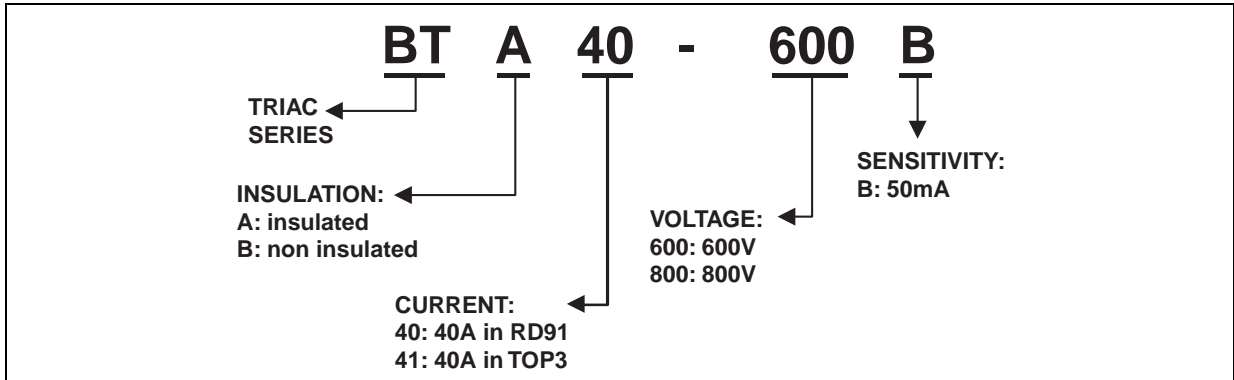 BT A 40 - 600 B
TRIAC
SERIES
INSULATION:
A: insulated
B: non insulated
CURRENT:
40: 40A in RD91
41: 40A in TOP3
VOLTAGE:
600: 600V
800: 800V
SENSITIVITY:
B: 50mA